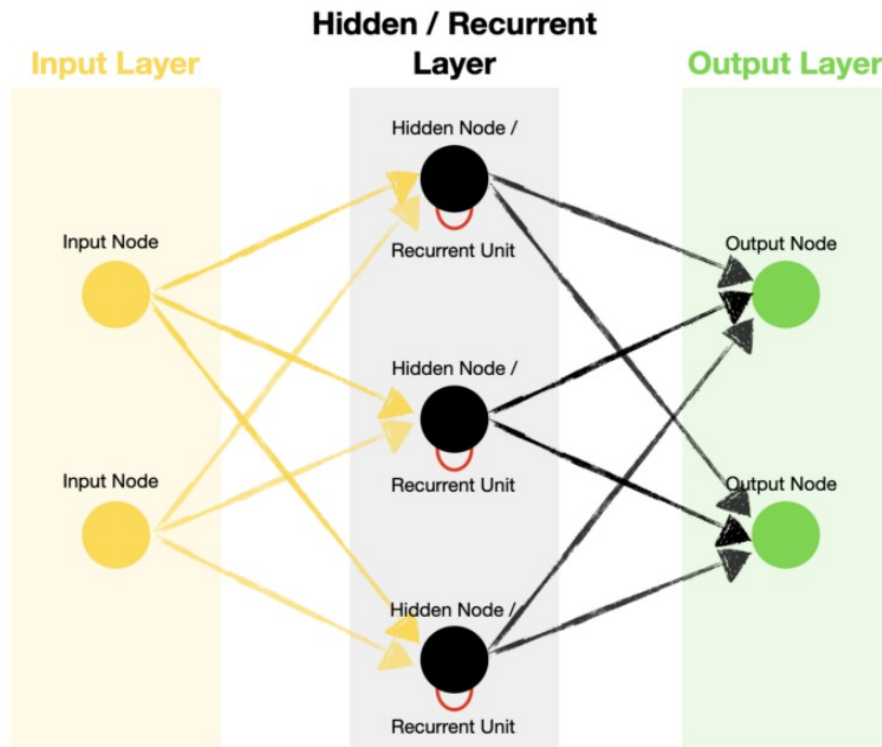 Hidden / Recurrent
Layer
Input Layer
Output Layer
Hidden Node /
Recurrent Unit
Input Node
Output Node
Hidden Node /
Recurrent Unit
Input Node
Output Node
Hidden Node /
Recurrent Unit